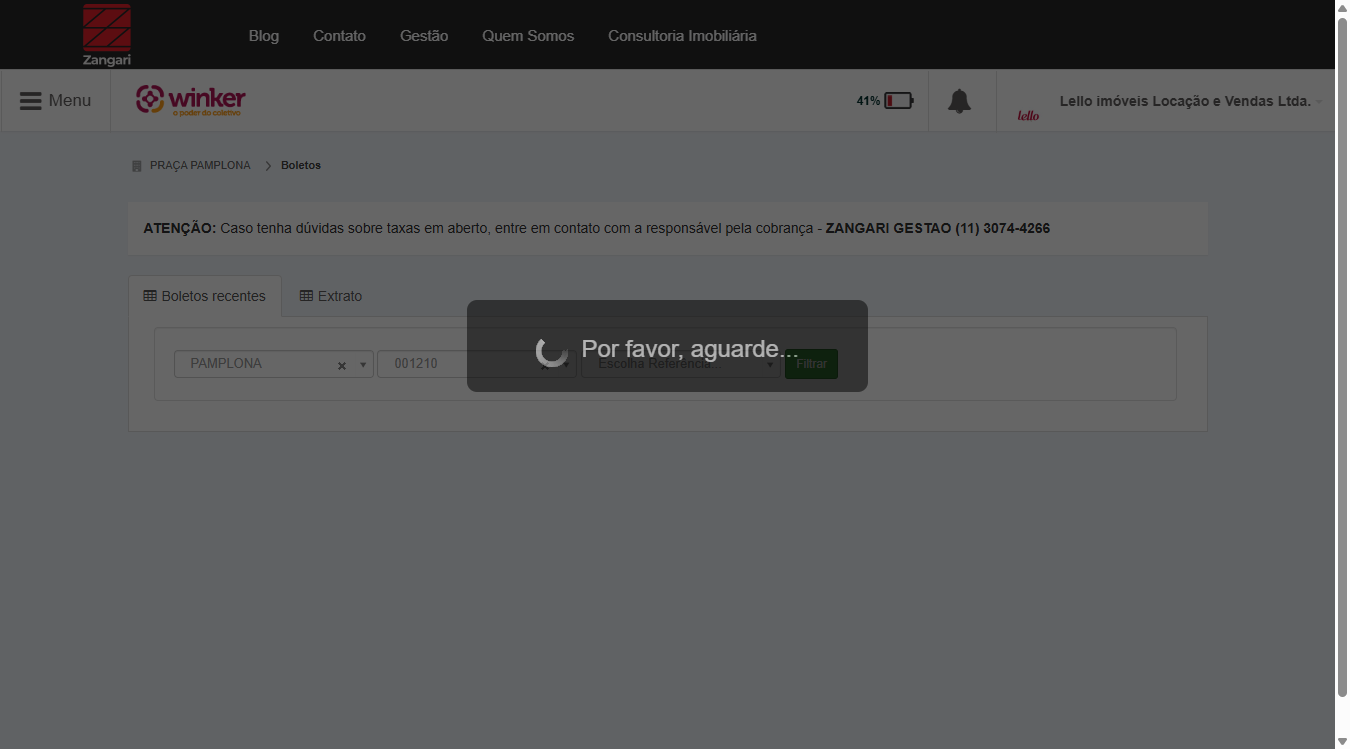 Zangari
Blog Contato Gestão Quem Somos Consultoria Imobiliária
Menu
winker
o poder do coletivo
41%
lello
Lello imóveis Locação e Vendas Ltda.
PRAÇA PAMPLONA > Boletos
ATENÇÃO: Caso tenha dúvidas sobre taxas em aberto, entre em contato com a responsável pela cobrança - ZANGARI GESTAO (11) 3074-4266
Boletos recentes Extrato
Por favor, aguarde...
PAMPLONA × 001210 × Escolha Referência... Filtrar